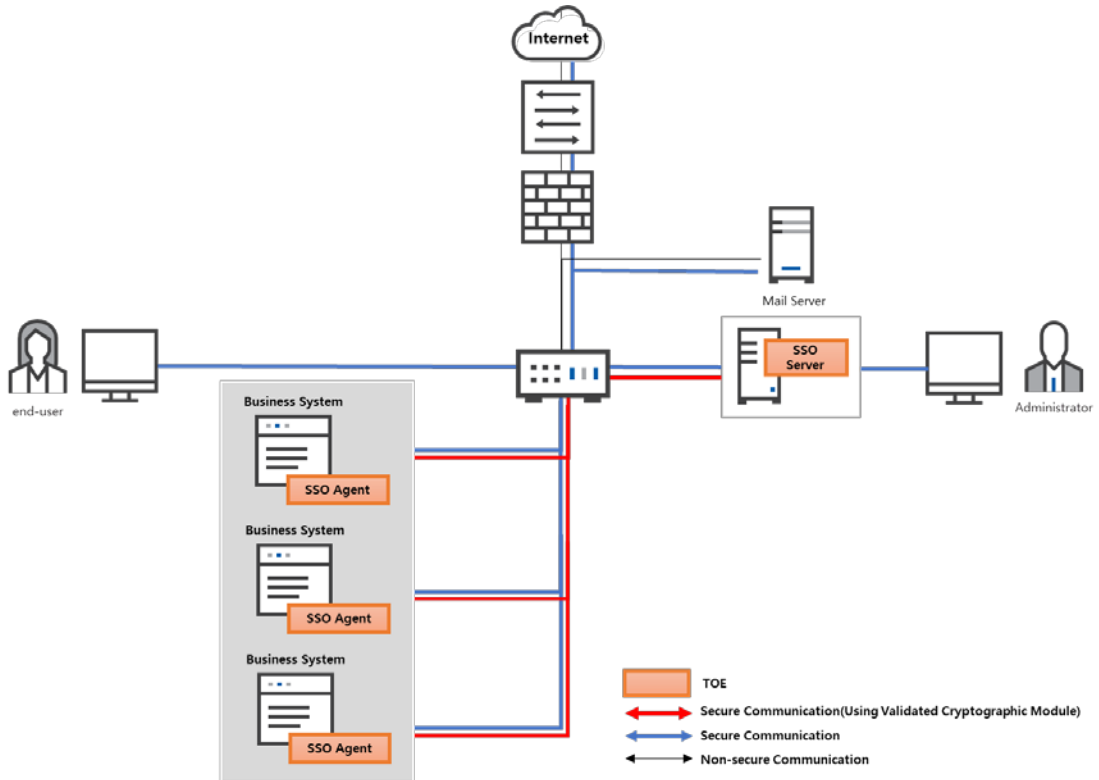 Internet
Mail Server
SSO
Server
end-user
Administrator
Business System
SSO Agent
Business System
SSO Agent
Business System
SSO Agent
TOE
Secure Communication(Using Validated Cryptographic Module)
Secure Communication
Non-secure Communication